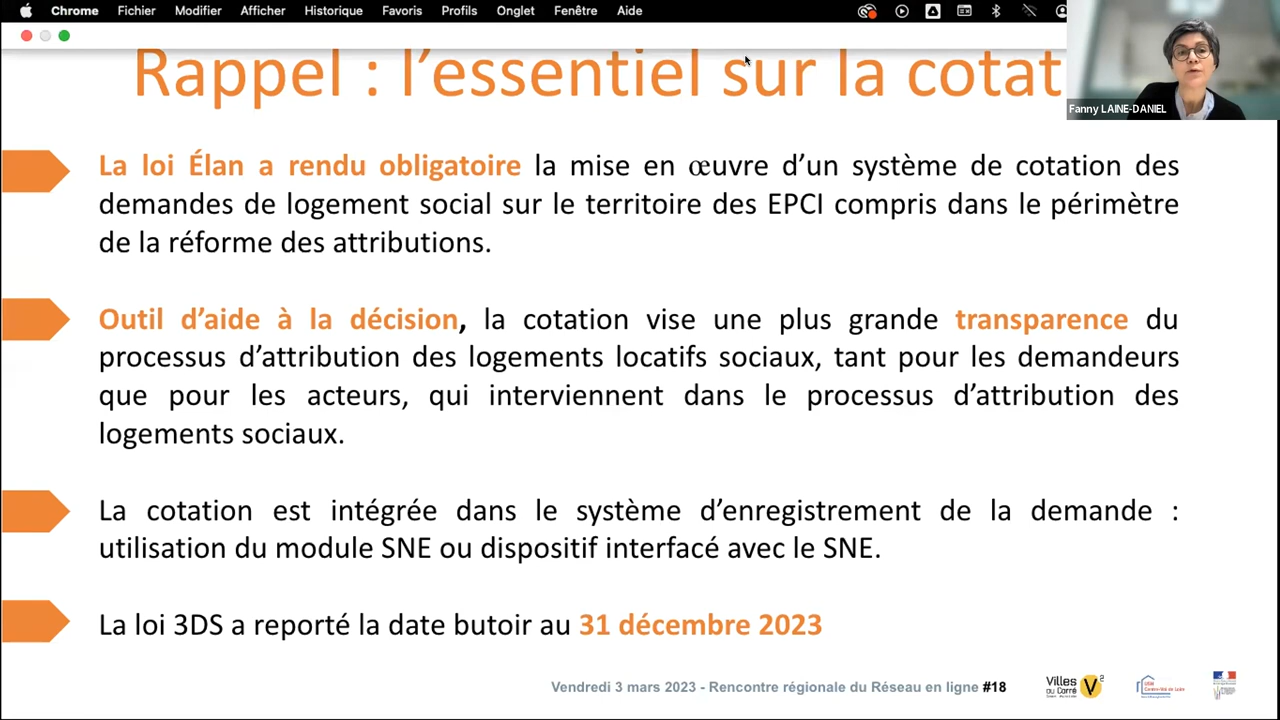 Chrome Fichier Modifier Afficher Historique Favoris Profils Onglet Fenêtre Aide
Rappel : l’essentiel sur la cotat
Fanny LAINE-DANIEL
La loi Élan a rendu obligatoire la mise en œuvre d’un système de cotation des
demandes de logement social sur le territoire des EPCI compris dans le périmètre
de la réforme des attributions.
Outil d’aide à la décision, la cotation vise une plus grande transparence du
processus d’attribution des logements locatifs sociaux, tant pour les demandeurs
que pour les acteurs, qui interviennent dans le processus d’attribution des
logements sociaux.
La cotation est intégrée dans le système d’enregistrement de la demande :
utilisation du module SNE ou dispositif interfacé avec le SNE.
La loi 3DS a reporté la date butoir au 31 décembre 2023
Vendredi 3 mars 2023 - Rencontre régionale du Réseau en ligne #18
Villes
au Carré
V2